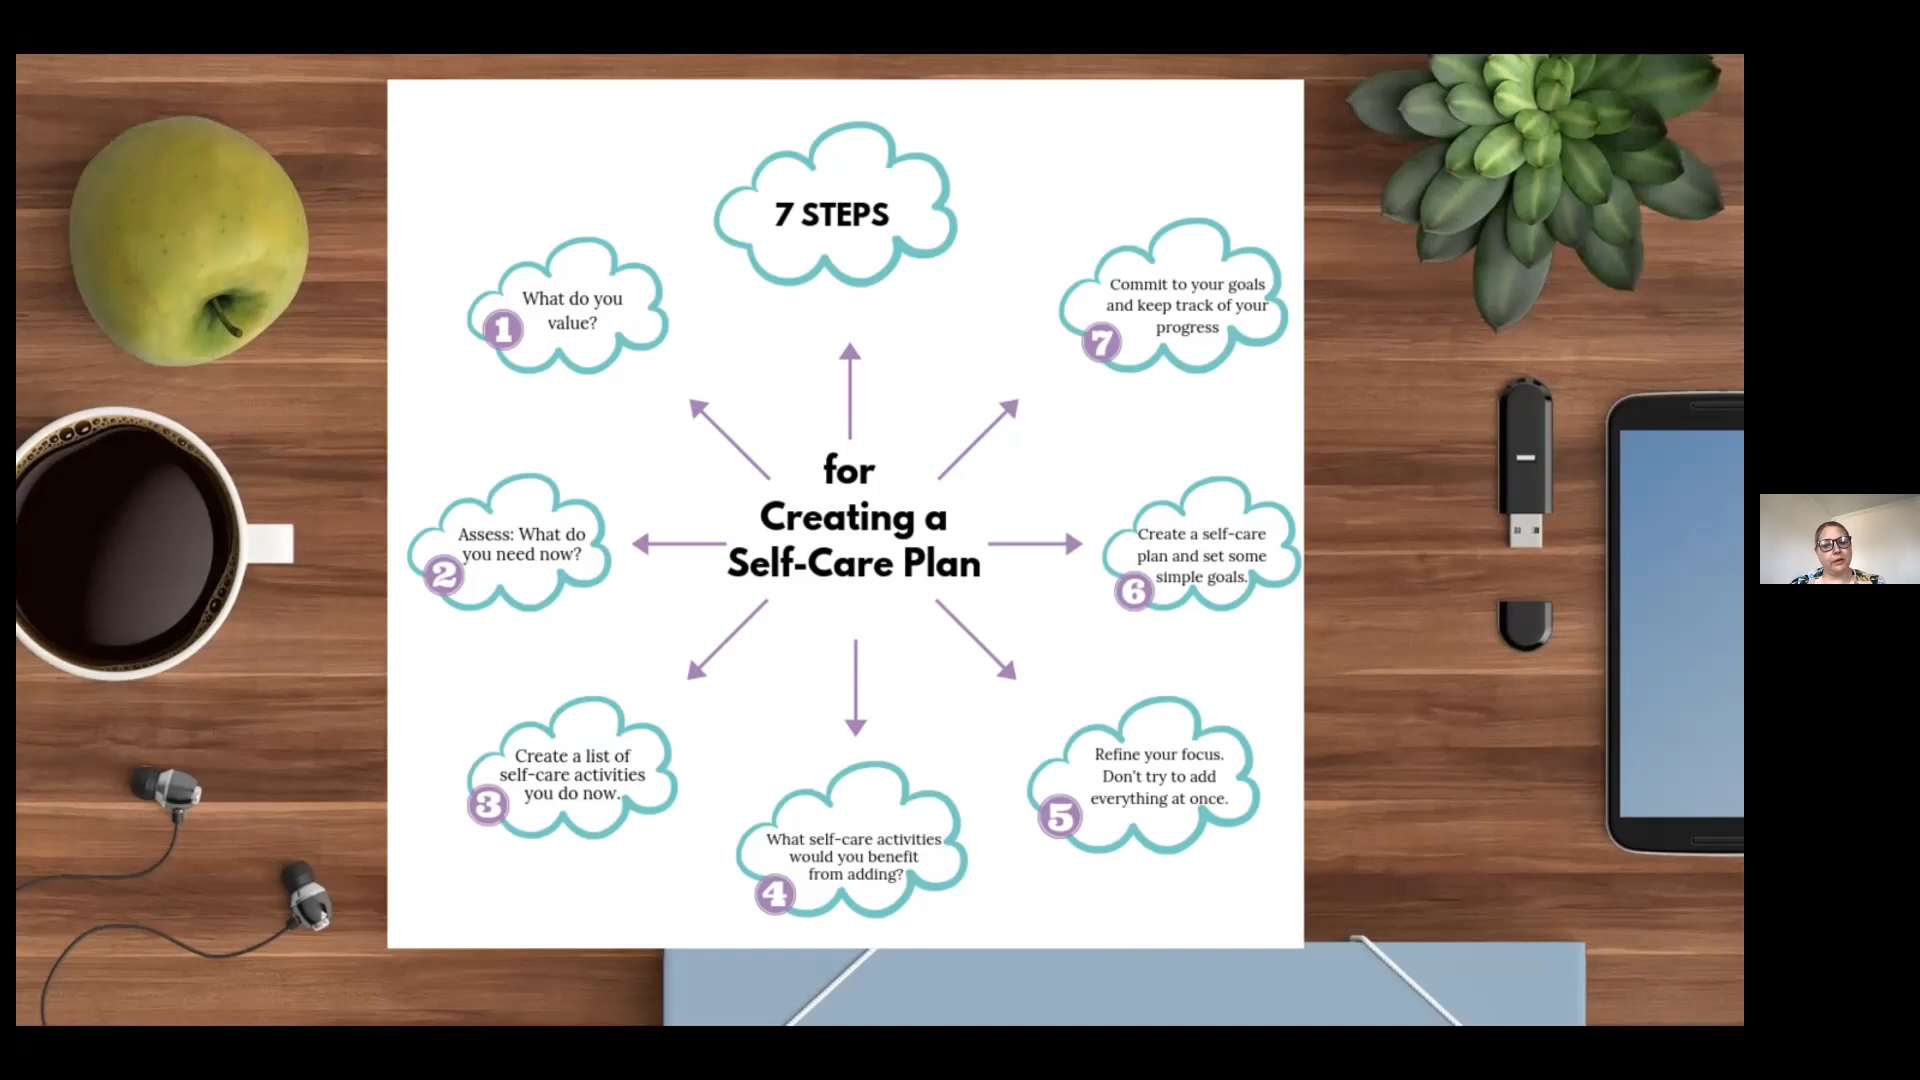 7 STEPS
for
Creating a
Self-Care Plan
What do you
value?
1
Assess: What do
you need now?
2
Create a list of
self-care activities
you do now.
3
What self-care activities
would you benefit
from adding?
4
Refine your focus.
Don't try to add
everything at once.
5
Create a self-care
plan and set some
simple goals.
6
Commit to your goals
and keep track of your
progress
7